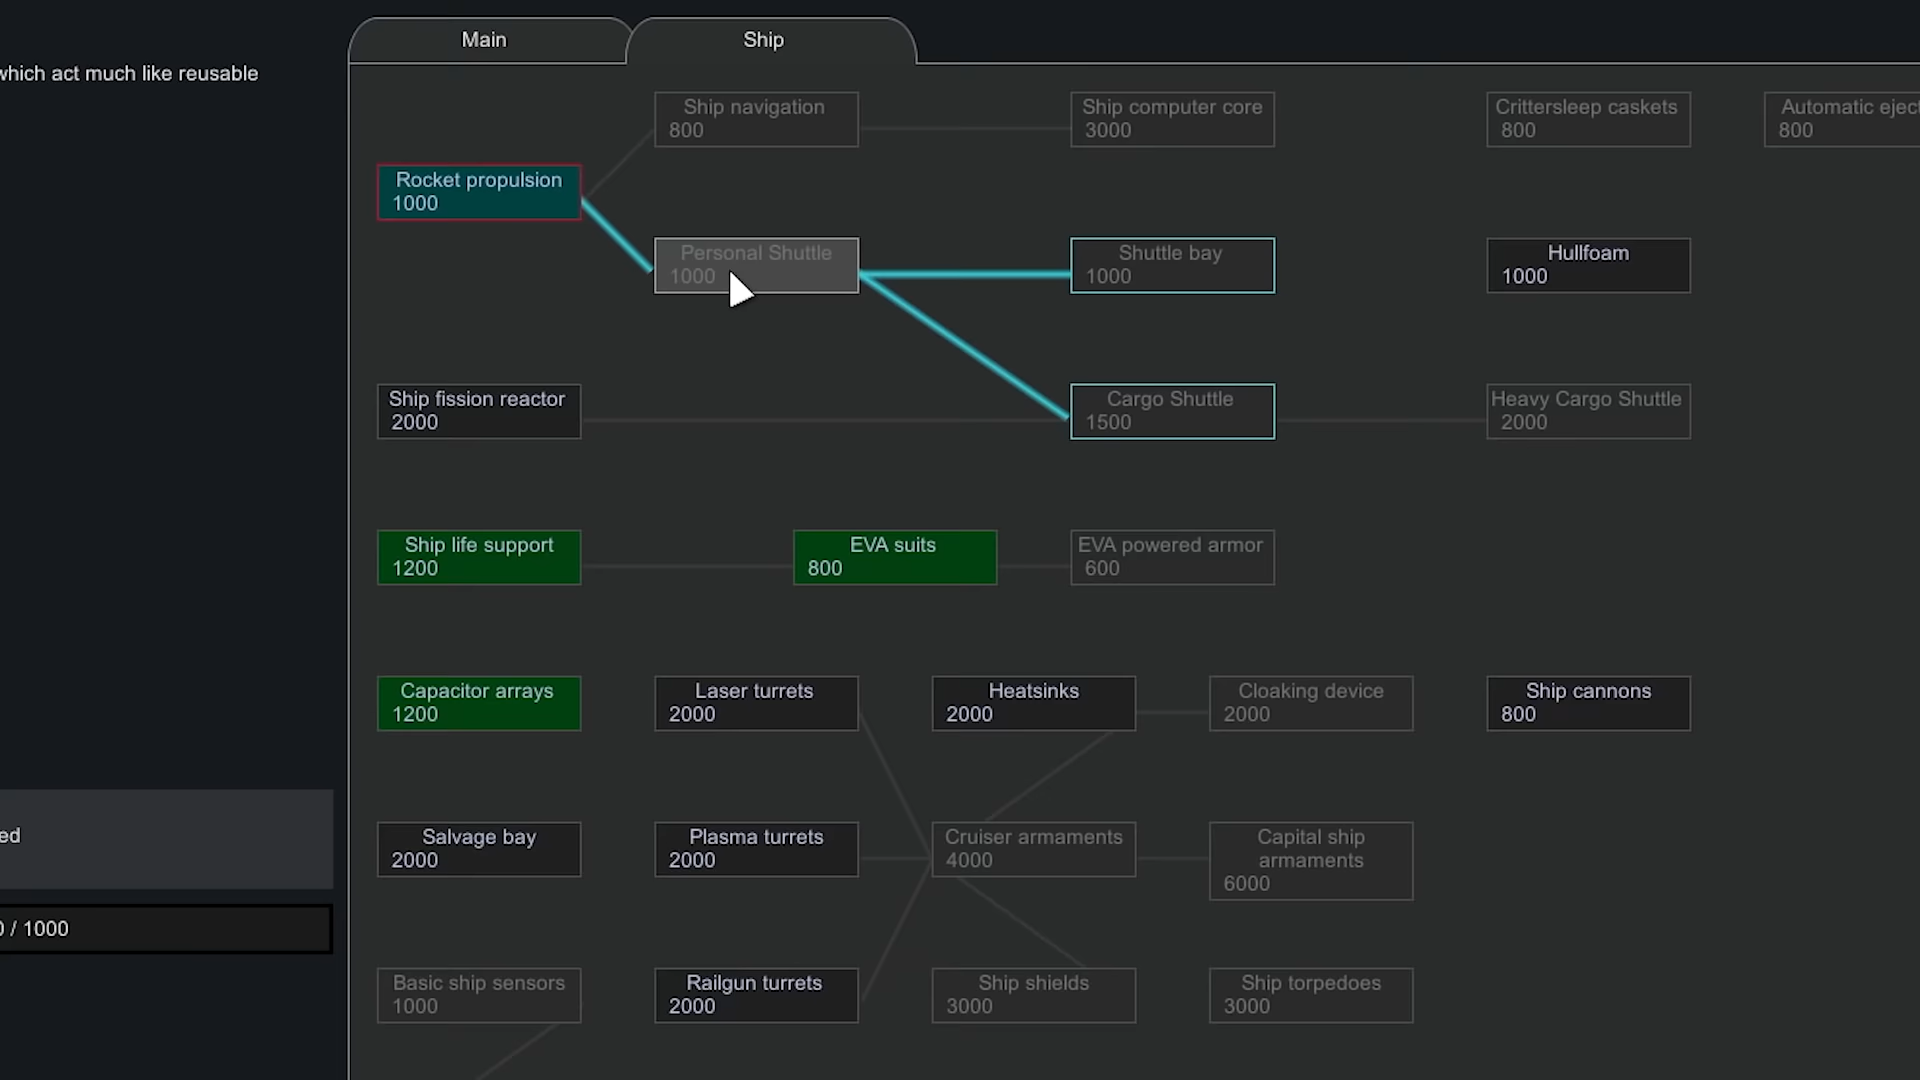 Main
Ship
which act much like reusable
Ship navigation
800
Ship computer core
3000
Crittersleep caskets
800
Automatic eject
800
Rocket propulsion
1000
Personal Shuttle
1000
Shuttle bay
1000
Hullfoam
1000
Ship fission reactor
2000
Cargo Shuttle
1500
Heavy Cargo Shuttle
2000
Ship life support
1200
EVA suits
800
EVA powered armor
600
Capacitor arrays
1200
Laser turrets
2000
Heatsinks
2000
Cloaking device
2000
Ship cannons
800
ed
Salvage bay
2000
Plasma turrets
2000
Cruiser armaments
4000
Capital ship
armaments
6000
0 / 1000
Basic ship sensors
1000
Railgun turrets
2000
Ship shields
3000
Ship torpedoes
3000